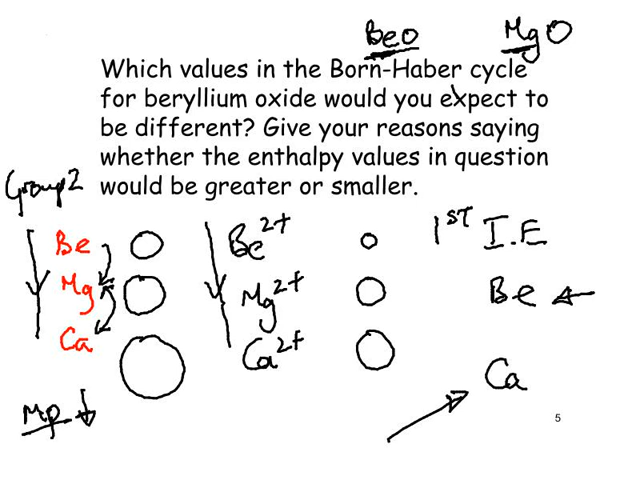 BeO MgO
Which values in the Born-Haber cycle
for beryllium oxide would you expect to
be different? Give your reasons saying
whether the enthalpy values in question
would be greater or smaller.
Group 2
Be Be2+ 1ST I.E
Mg Mg2+ Be
Ca Ca2+ Ca
Mp
5